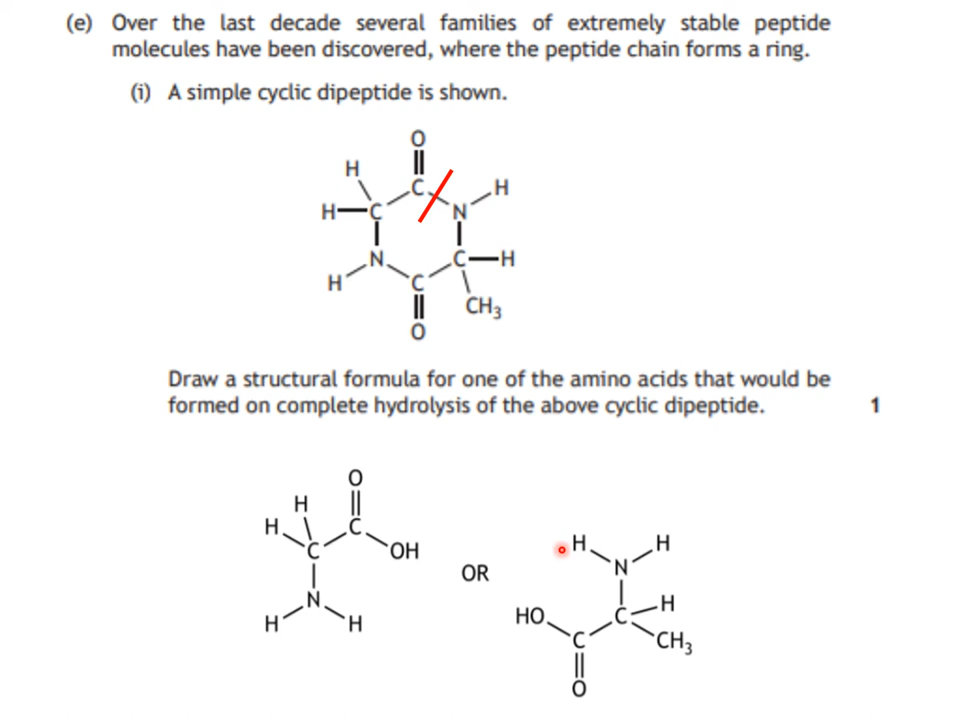 (e) Over the last decade several families of extremely stable peptide
molecules have been discovered, where the peptide chain forms a ring.
(i) A simple cyclic dipeptide is shown.
O
H
C
H
H
C
N
N
C
H
H
C
CH3
O
Draw a structural formula for one of the amino acids that would be
formed on complete hydrolysis of the above cyclic dipeptide. 1
O
H
H
C
C
OH
N
H
H
OR
H
H
N
HO
H
C
C
CH3
O